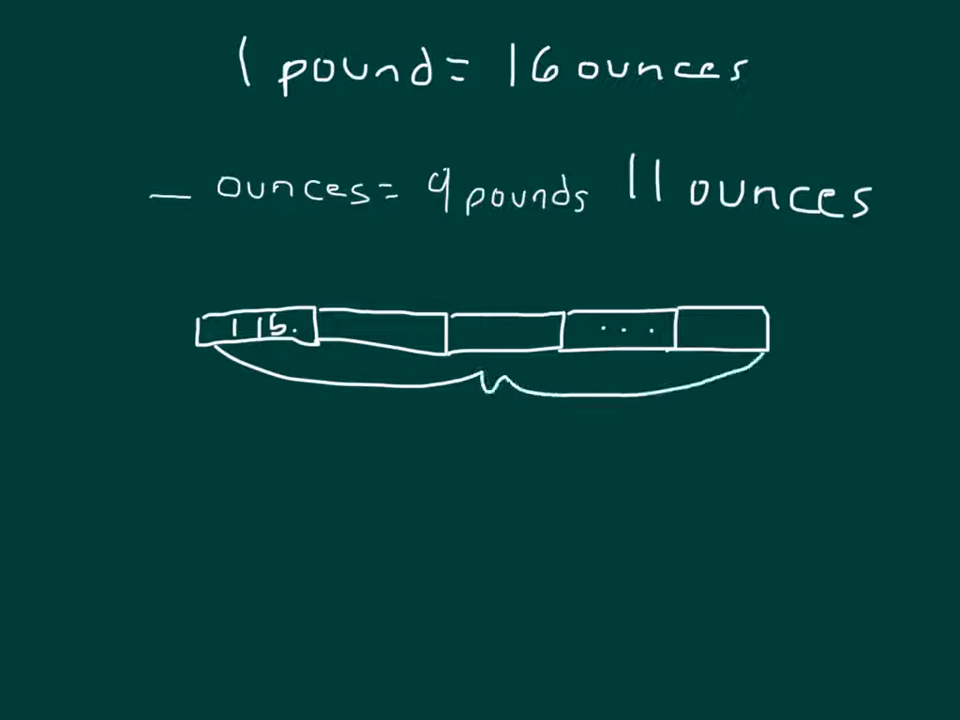 1 pound = 16 ounces
_ ounces = 9 pounds 11 ounces
1 lb. ...